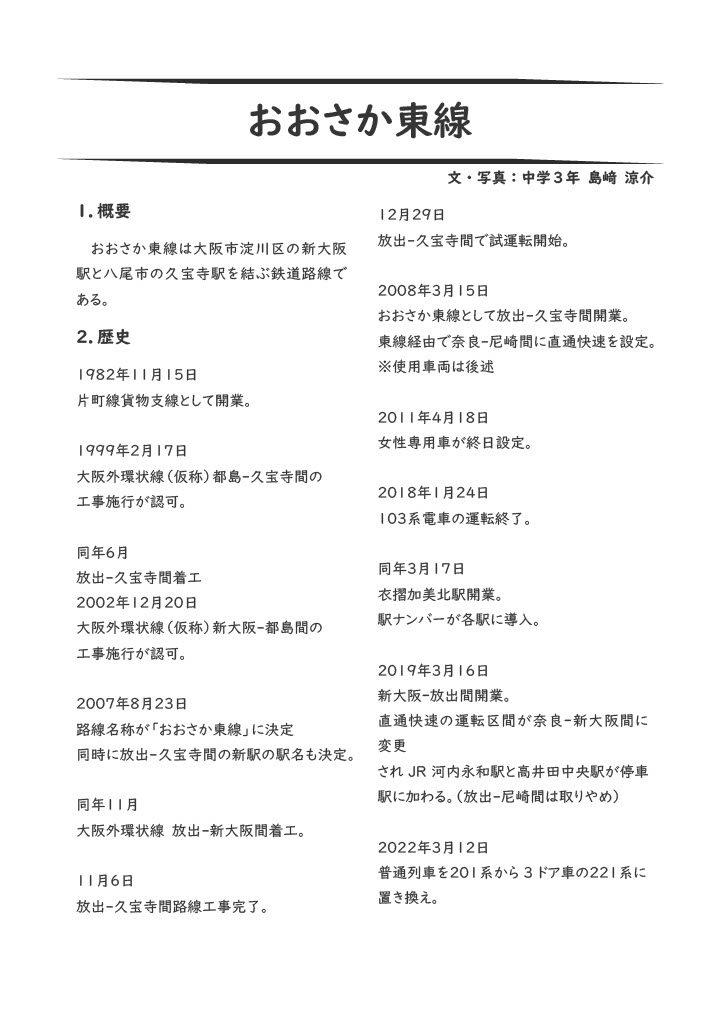 おおさか東線
文・写真：中学３年 島﨑 涼介
1．概要
　おおさか東線は大阪市淀川区の新大阪
駅と八尾市の久宝寺駅を結ぶ鉄道路線で
ある。
2．歴史
1982年11月15日
片町線貨物支線として開業。
1999年2月17日
大阪外環状線（仮称）都島−久宝寺間の
工事施行が認可。
同年6月
放出−久宝寺間着工
2002年12月20日
大阪外環状線（仮称）新大阪−都島間の
工事施行が認可。
2007年8月23日
路線名称が「おおさか東線」に決定
同時に放出−久宝寺間の新駅の駅名も決定。
同年11月
大阪外環状線 放出−新大阪間着工。
11月6日
放出−久宝寺間路線工事完了。
12月29日
放出−久宝寺間で試運転開始。
2008年3月15日
おおさか東線として放出−久宝寺間開業。
東線経由で奈良−尼崎間に直通快速を設定。
※使用車両は後述
2011年4月18日
女性専用車が終日設定。
2018年1月24日
103系電車の運転終了。
同年3月17日
衣摺加美北駅開業。
駅ナンバーが各駅に導入。
2019年3月16日
新大阪−放出間開業。
直通快速の運転区間が奈良−新大阪間に
変更
され JR 河内永和駅と高井田中央駅が停車
駅に加わる。（放出−尼崎間は取りやめ）
2022年3月12日
普通列車を201系から３ドア車の221系に
置き換え。